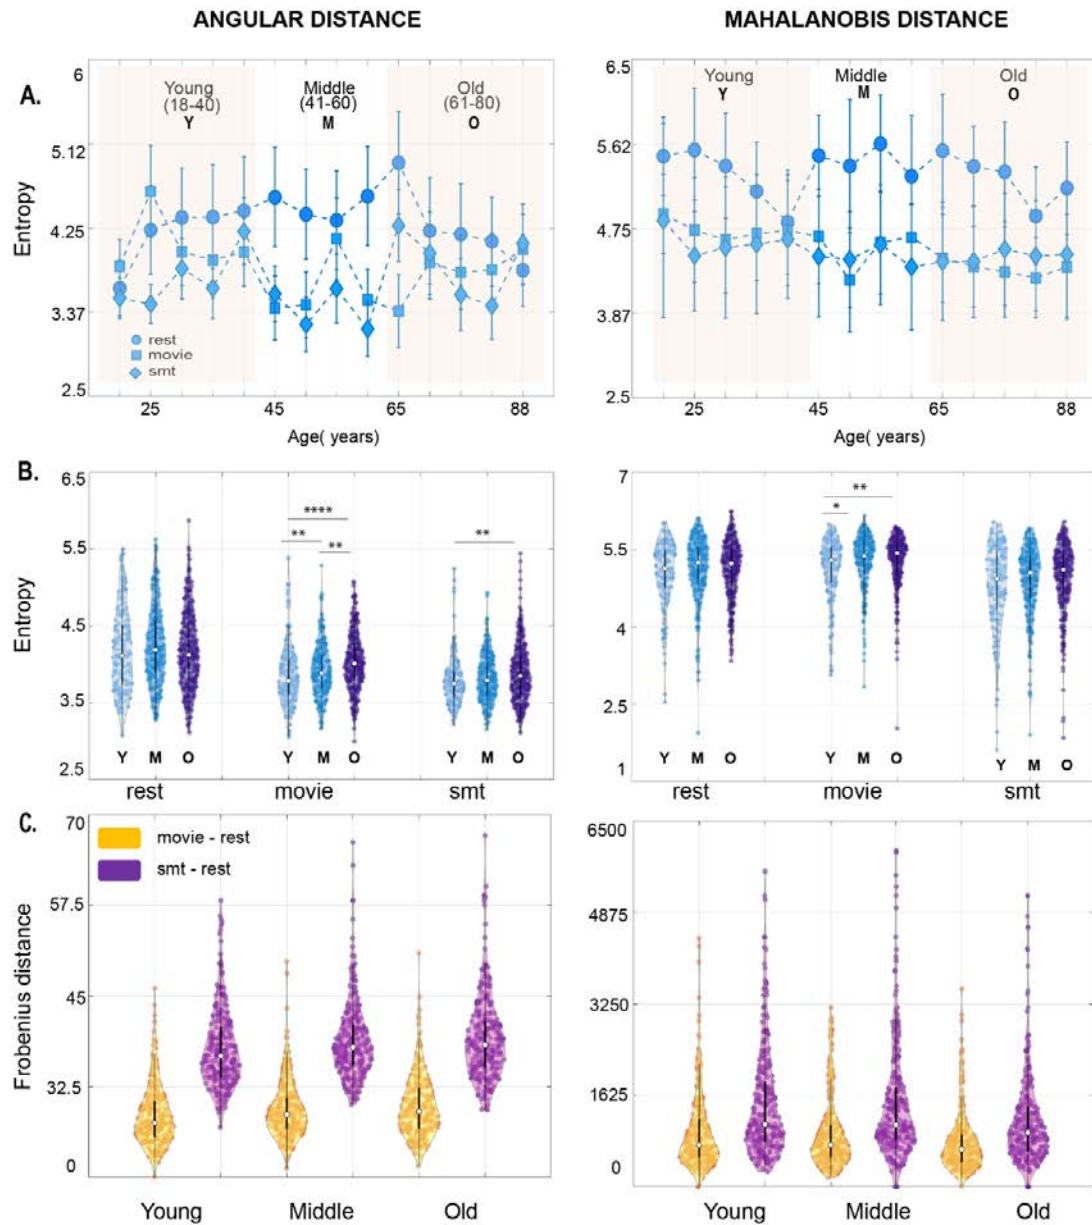 ANGULAR DISTANCE
MAHALANOBIS DISTANCE
A.
6
5.12
4.25
3.37
2.5
Entropy
Young
(18-40)
Y
Middle
(41-60)
M
Old
(61-80)
O
rest
movie
smt
25
45
65
88
Age( years)
6.5
5.62
4.75
3.87
2.5
Entropy
Young
Y
Middle
M
Old
O
25
45
65
88
Age( years)
B.
6.5
5.5
4.5
3.5
2.5
Entropy
**
****
**
**
Y M O
Y M O
Y M O
rest movie smt
7
5.5
4
2.5
1
Entropy
*
**
Y M O
Y M O
Y M O
rest movie smt
C.
70
57.5
45
32.5
0
Frobenius distance
movie - rest
smt - rest
Young Middle Old
6500
4875
3250
1625
0
Frobenius distance
Young Middle Old